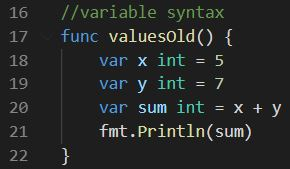 16 //variable syntax
17 func valuesOld() {
18     var x int = 5
19     var y int = 7
20     var sum int = x + y
21     fmt.Println(sum)
22 }